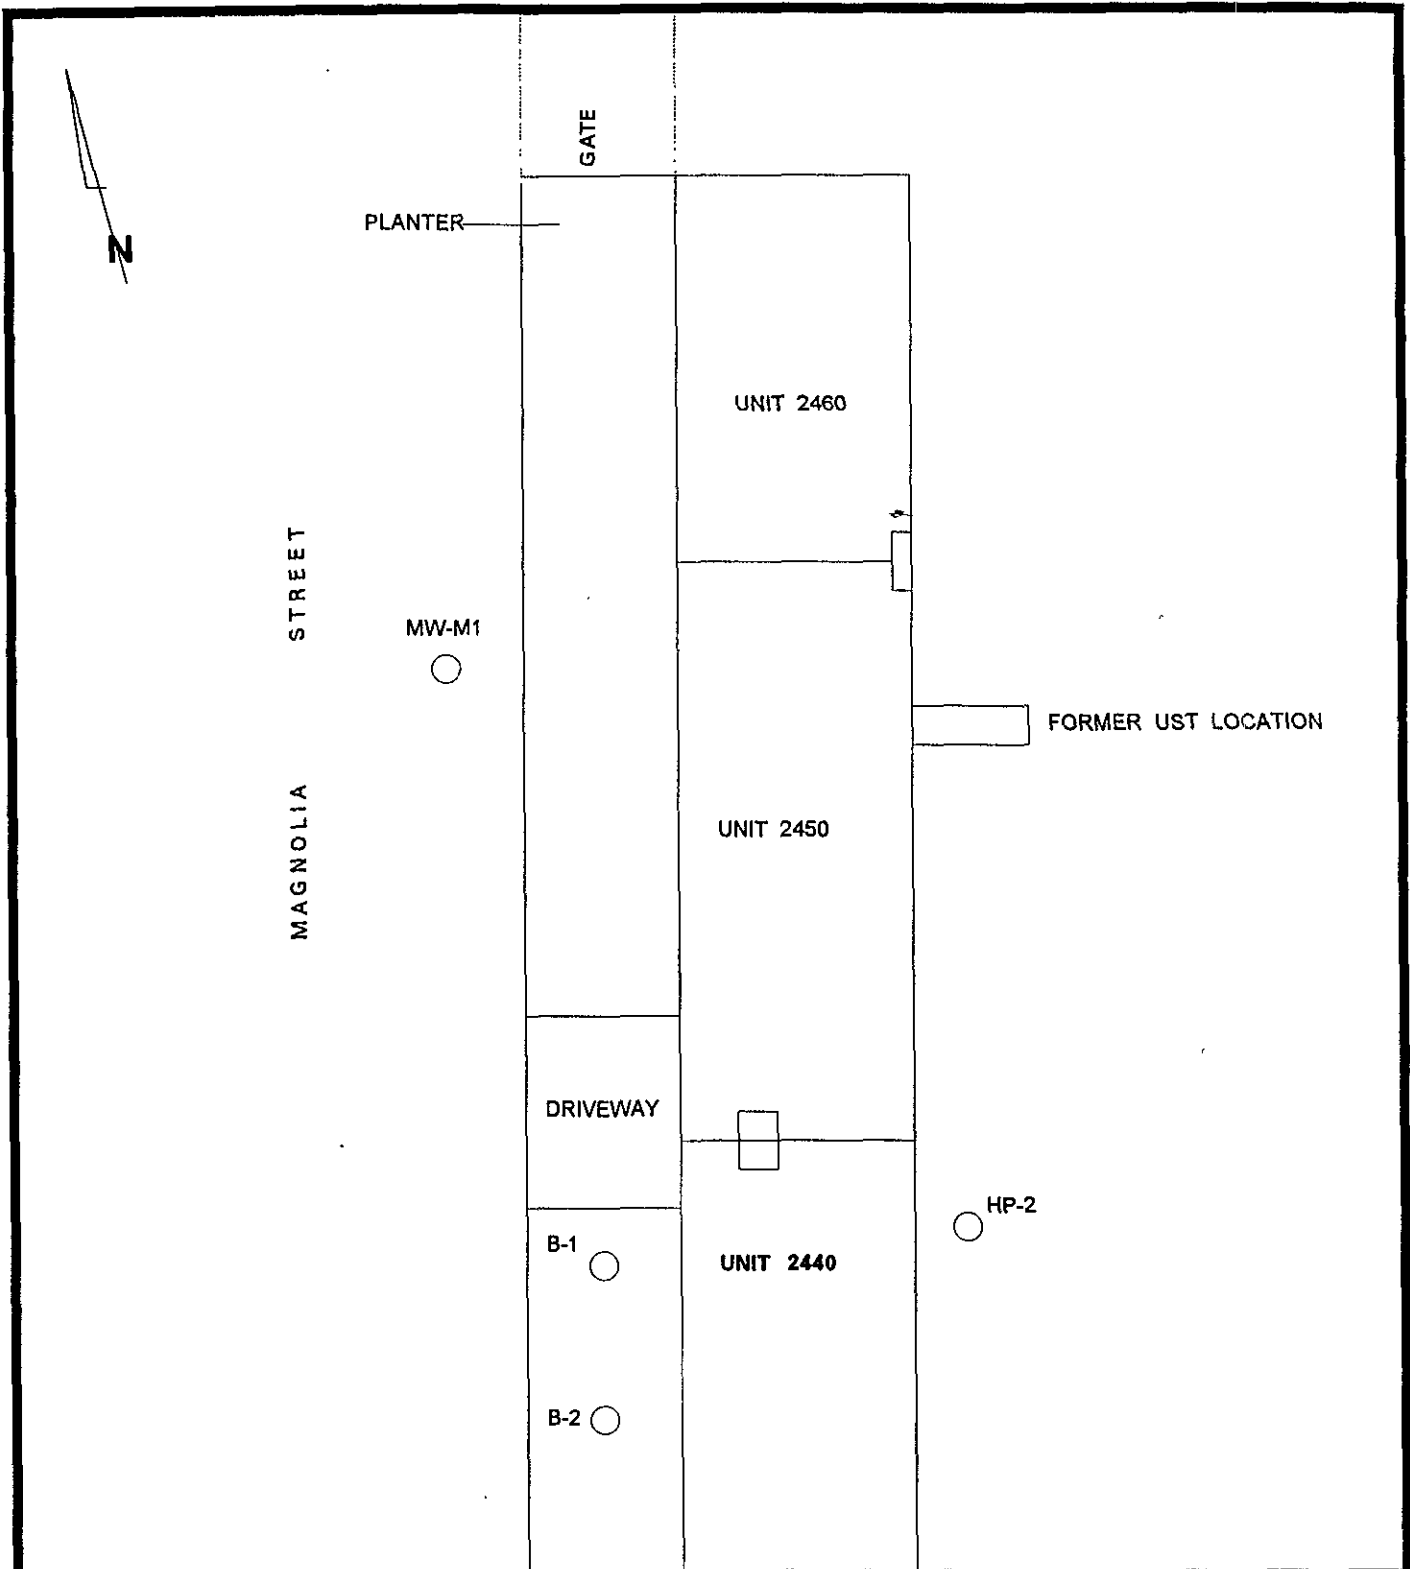 GATE
PLANTER
N
UNIT 2460
MAGNOLIA STREET
MW-M1
FORMER UST LOCATION
UNIT 2450
DRIVEWAY
HP-2
B-1
UNIT 2440
B-2